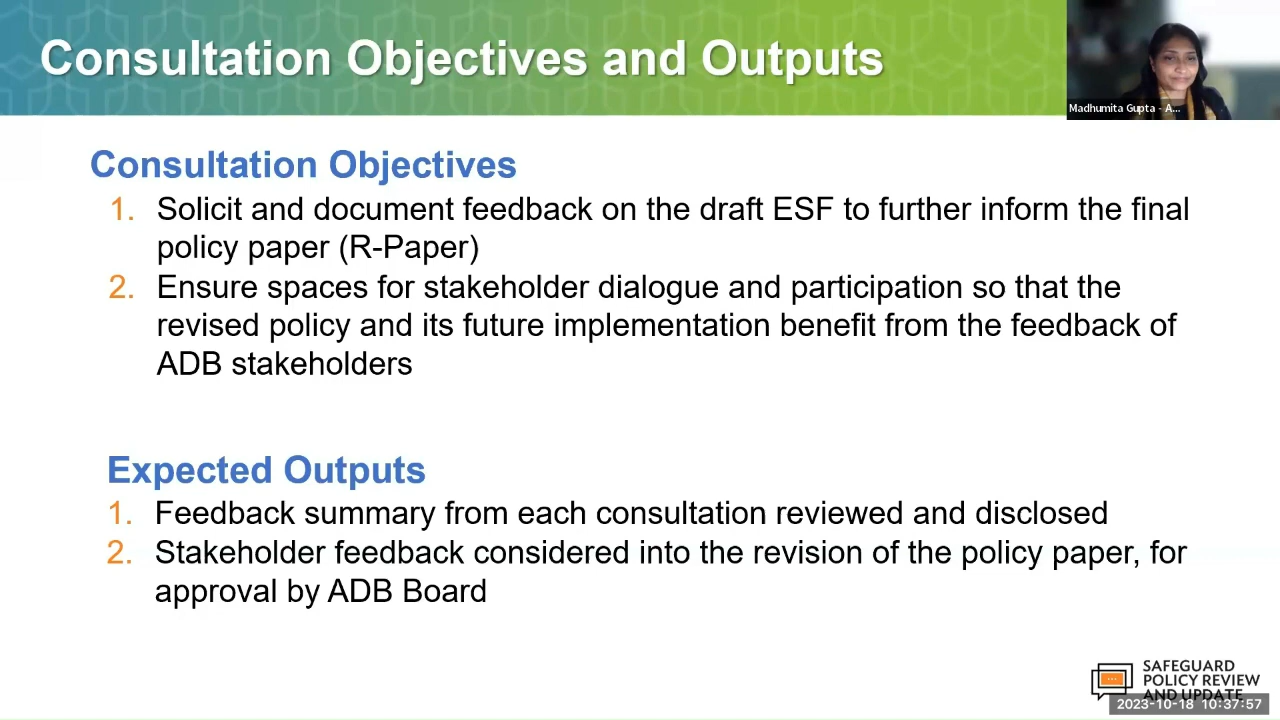 Consultation Objectives and Outputs
Madhumita Gupta - A...
Consultation Objectives
1. Solicit and document feedback on the draft ESF to further inform the final
policy paper (R-Paper)
2. Ensure spaces for stakeholder dialogue and participation so that the
revised policy and its future implementation benefit from the feedback of
ADB stakeholders
Expected Outputs
1. Feedback summary from each consultation reviewed and disclosed
2. Stakeholder feedback considered into the revision of the policy paper, for
approval by ADB Board
SAFEGUARD
POLICY REVIEW
AND UPDATE
2023-10-18 10:37:57